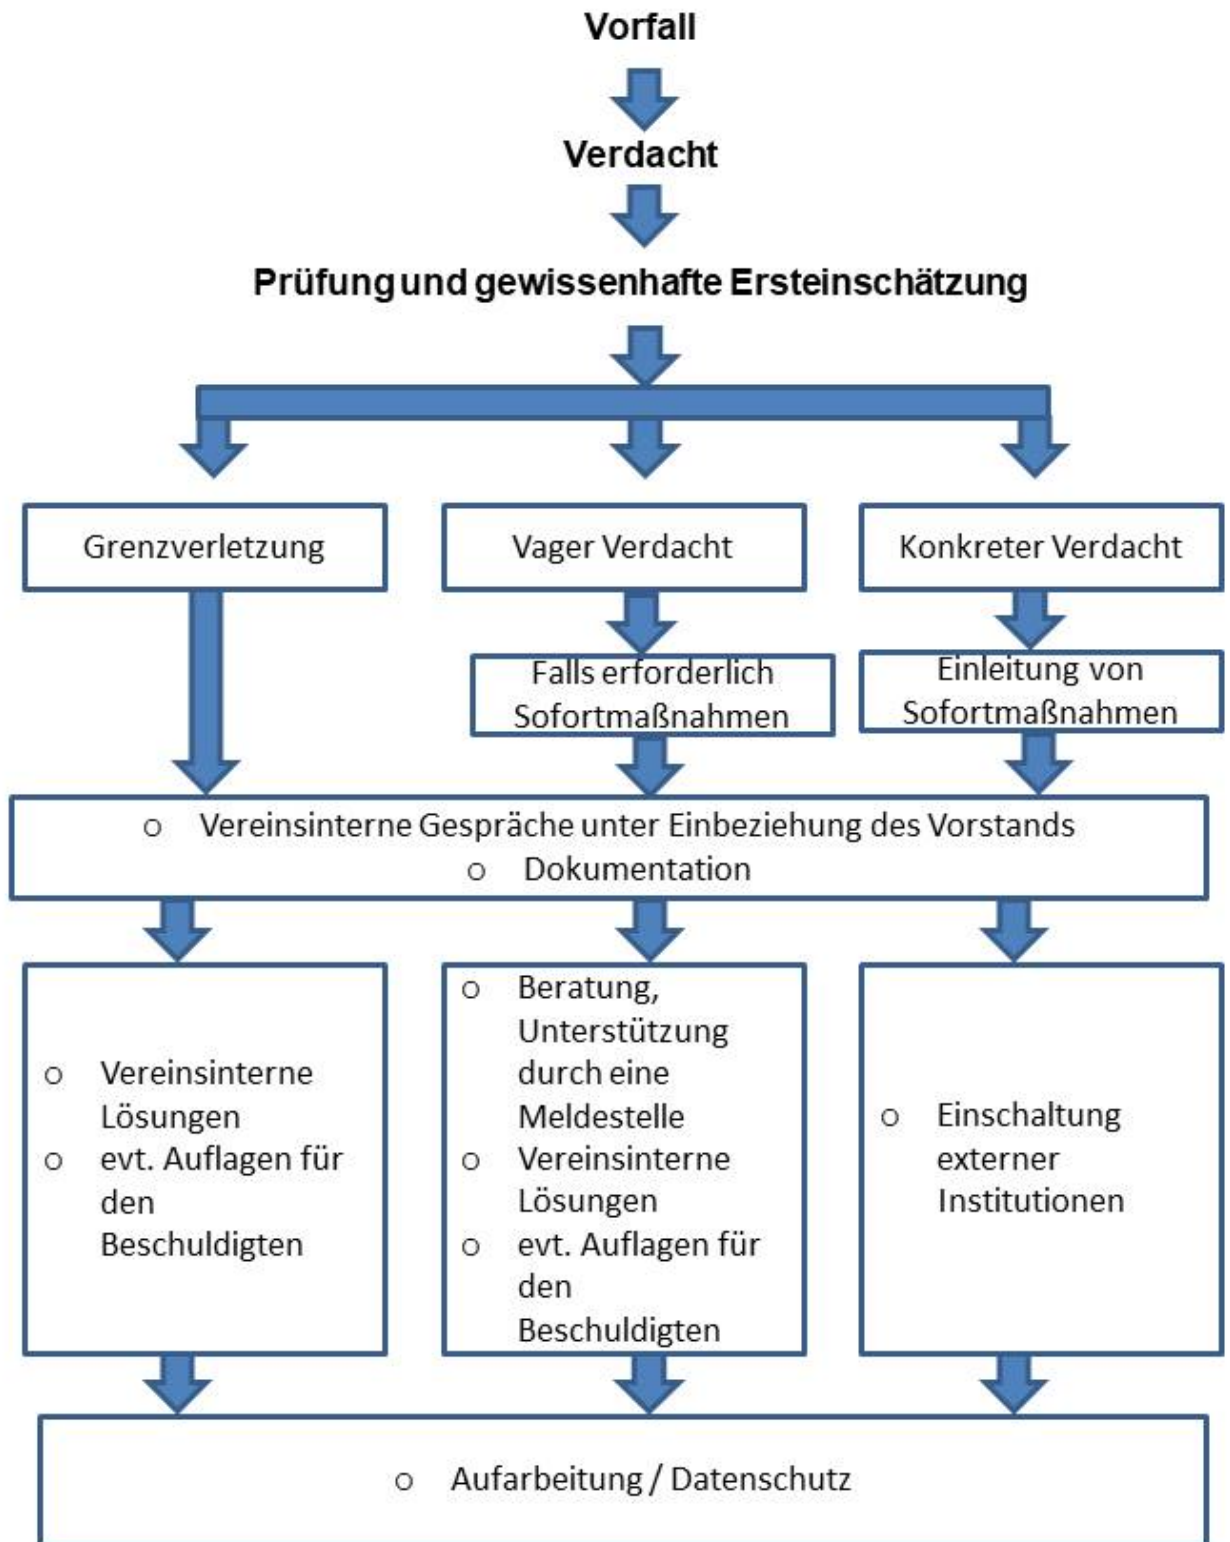 Vorfall
Verdacht
Prüfung und gewissenhafte Ersteinschätzung
Grenzverletzung
Vager Verdacht
Konkreter Verdacht
Falls erforderlich
Sofortmaßnahmen
Einleitung von
Sofortmaßnahmen
o Vereinsinterne Gespräche unter Einbeziehung des Vorstands
o Dokumentation
o Vereinsinterne
Lösungen
o evt. Auflagen für
den
Beschuldigten
o Beratung,
Unterstützung
durch eine
Meldestelle
o Vereinsinterne
Lösungen
o evt. Auflagen für
den
Beschuldigten
o Einschaltung
externer
Institutionen
o Aufarbeitung / Datenschutz